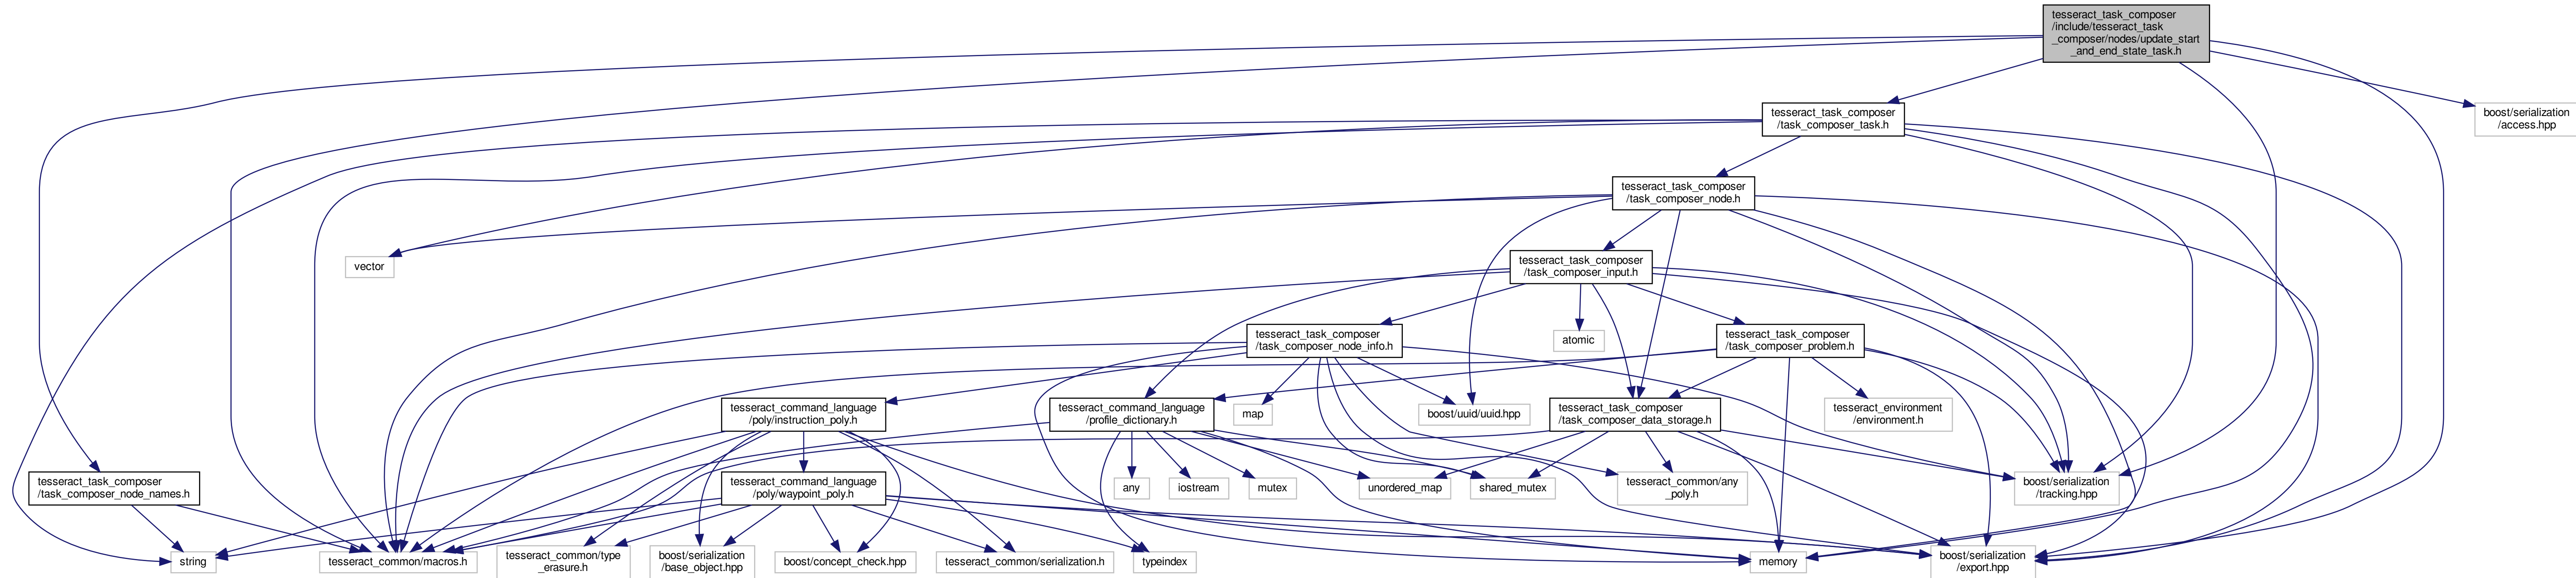 tesseract_task_composer
/include/tesseract_task
_composer/nodes/update_start
_and_end_state_task.h
tesseract_task_composer
/task_composer_task.h
boost/serialization
/access.hpp
tesseract_task_composer
/task_composer_node.h
vector
tesseract_task_composer
/task_composer_input.h
tesseract_task_composer
/task_composer_node_info.h
atomic
tesseract_task_composer
/task_composer_problem.h
tesseract_command_language
/poly/instruction_poly.h
tesseract_command_language
/profile_dictionary.h
map
boost/uuid/uuid.hpp
tesseract_task_composer
/task_composer_data_storage.h
tesseract_environment
/environment.h
tesseract_task_composer
/task_composer_node_names.h
tesseract_command_language
/poly/waypoint_poly.h
any
iostream
mutex
unordered_map
shared_mutex
tesseract_common/any
_poly.h
boost/serialization
/tracking.hpp
string
tesseract_common/macros.h
tesseract_common/type
_erasure.h
boost/serialization
/base_object.hpp
boost/concept_check.hpp
tesseract_common/serialization.h
typeindex
memory
boost/serialization
/export.hpp